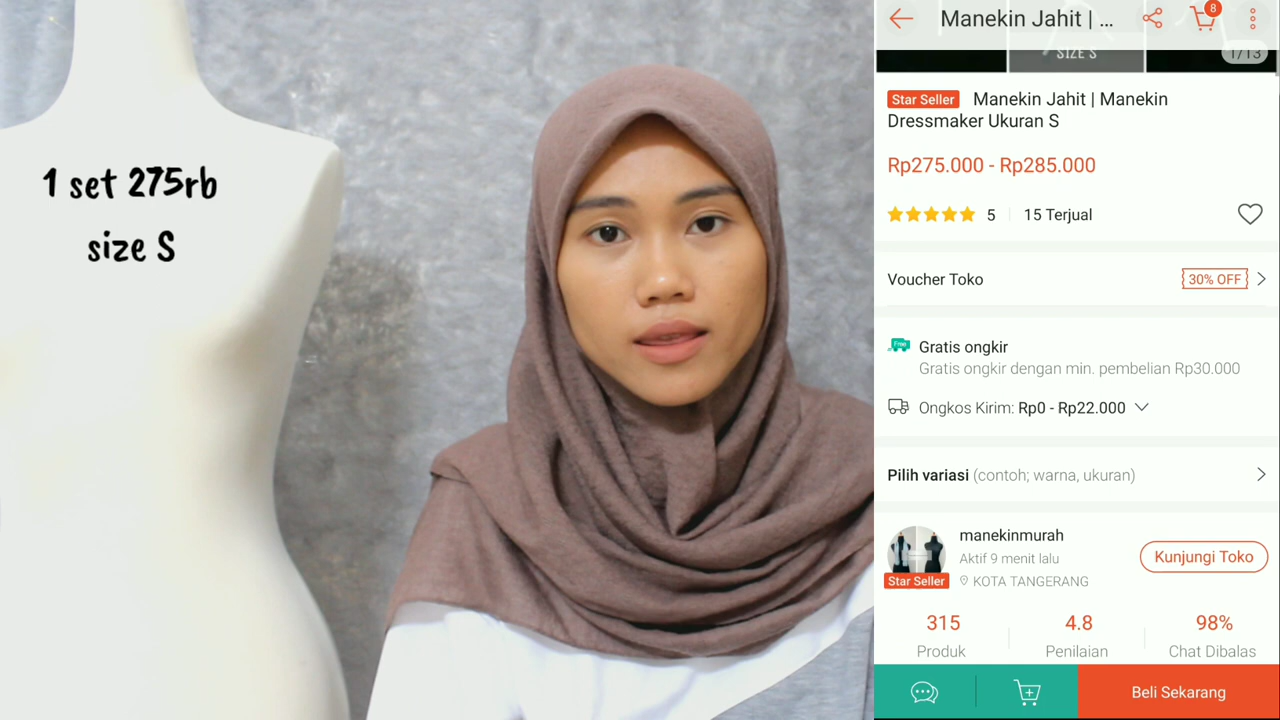 1 set 275rb
size S
Manekin Jahit | ...
8
SIZE S
1/13
Star Seller Manekin Jahit | Manekin
Dressmaker Ukuran S
Rp275.000 - Rp285.000
5 15 Terjual
Voucher Toko 30% OFF
Free Gratis ongkir
Gratis ongkir dengan min. pembelian Rp30.000
Ongkos Kirim: Rp0 - Rp22.000
Pilih variasi (contoh; warna, ukuran)
manekinmurah
Aktif 9 menit lalu
Kunjungi Toko
Star Seller
KOTA TANGERANG
315 4.8 98%
Produk Penilaian Chat Dibalas
Beli Sekarang